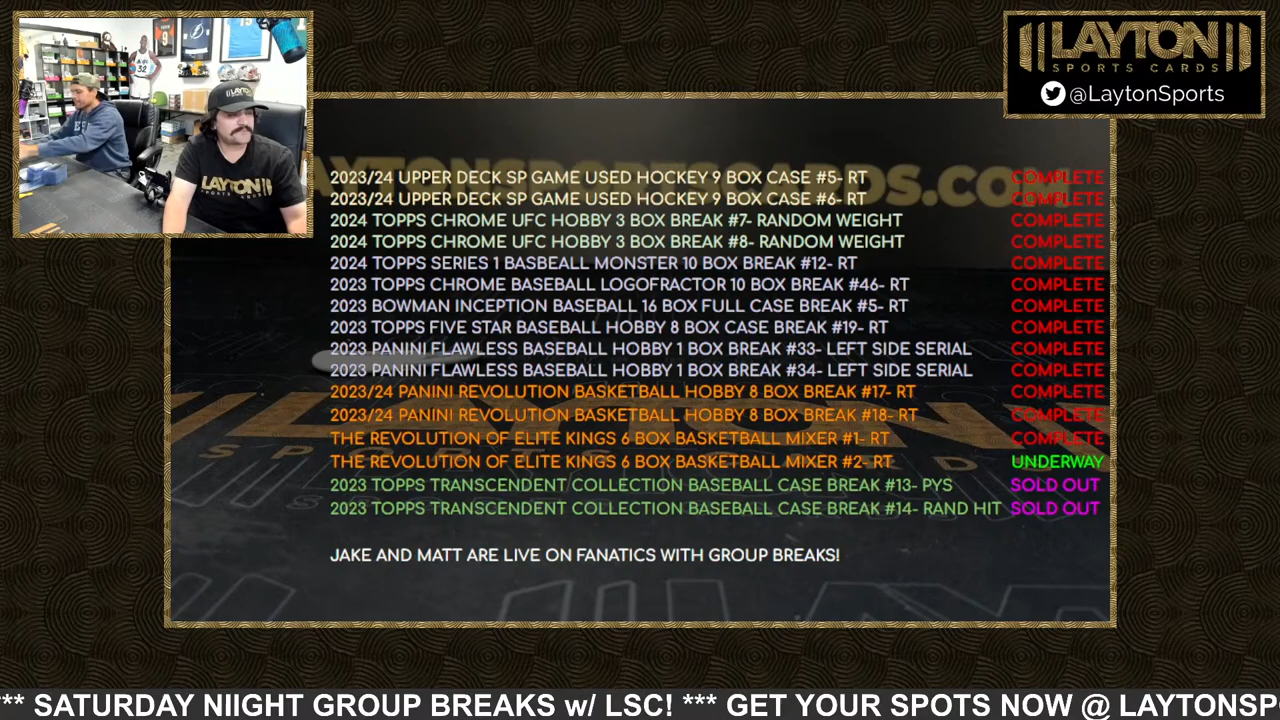 LAYTON
SPORTS CARDS
@LaytonSports
LAYTONSPORTSCARDS.COM
2023/24 UPPER DECK SP GAME USED HOCKEY 9 BOX CASE #5- RT COMPLETE
2023/24 UPPER DECK SP GAME USED HOCKEY 9 BOX CASE #6- RT COMPLETE
2024 TOPPS CHROME UFC HOBBY 3 BOX BREAK #7- RANDOM WEIGHT COMPLETE
2024 TOPPS CHROME UFC HOBBY 3 BOX BREAK #8- RANDOM WEIGHT COMPLETE
2024 TOPPS SERIES 1 BASBEALL MONSTER 10 BOX BREAK #12- RT COMPLETE
2023 TOPPS CHROME BASEBALL LOGOFRACTOR 10 BOX BREAK #46- RT COMPLETE
2023 BOWMAN INCEPTION BASEBALL 16 BOX FULL CASE BREAK #5- RT COMPLETE
2023 TOPPS FIVE STAR BASEBALL HOBBY 8 BOX CASE BREAK #19- RT COMPLETE
2023 PANINI FLAWLESS BASEBALL HOBBY 1 BOX BREAK #33- LEFT SIDE SERIAL COMPLETE
2023 PANINI FLAWLESS BASEBALL HOBBY 1 BOX BREAK #34- LEFT SIDE SERIAL COMPLETE
2023/24 PANINI REVOLUTION BASKETBALL HOBBY 8 BOX BREAK #17- RT COMPLETE
2023/24 PANINI REVOLUTION BASKETBALL HOBBY 8 BOX BREAK #18- RT COMPLETE
THE REVOLUTION OF ELITE KINGS 6 BOX BASKETBALL MIXER #1- RT COMPLETE
THE REVOLUTION OF ELITE KINGS 6 BOX BASKETBALL MIXER #2- RT UNDERWAY
2023 TOPPS TRANSCENDENT COLLECTION BASEBALL CASE BREAK #13- PYS SOLD OUT
2023 TOPPS TRANSCENDENT COLLECTION BASEBALL CASE BREAK #14- RAND HIT SOLD OUT
JAKE AND MATT ARE LIVE ON FANATICS WITH GROUP BREAKS!
*** SATURDAY NIIGHT GROUP BREAKS w/ LSC! *** GET YOUR SPOTS NOW @ LAYTONSP